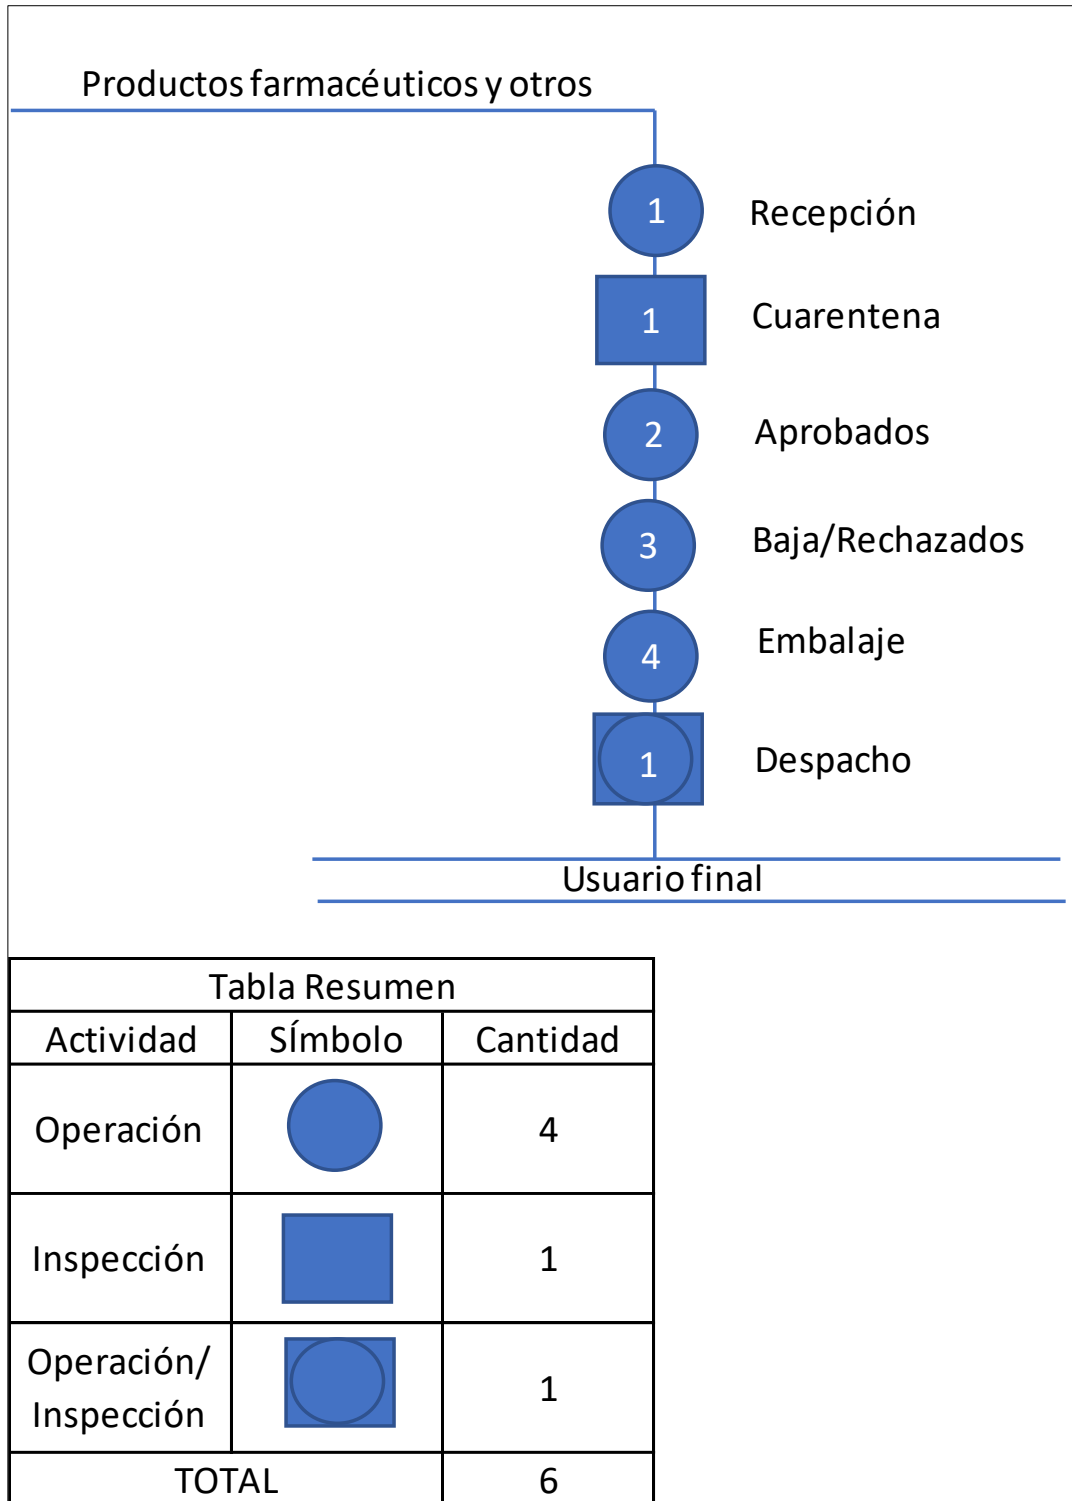 Productos farmacéuticos y otros
1 Recepción
1 Cuarentena
2 Aprobados
3 Baja/Rechazados
4 Embalaje
1 Despacho
Usuario final
Tabla Resumen
Actividad SÍmbolo Cantidad
Operación 4
Inspección 1
Operación/
Inspección 1
TOTAL 6